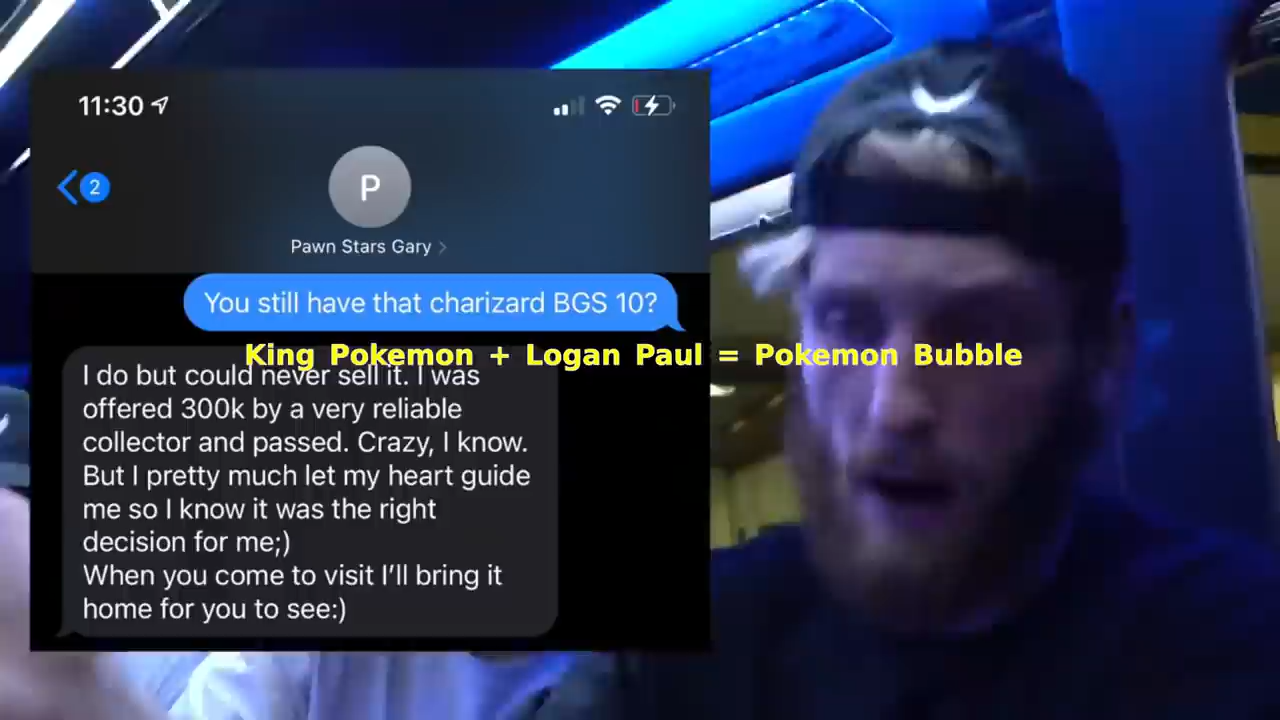 11:30
2
P
Pawn Stars Gary
You still have that charizard BGS 10?
King Pokemon + Logan Paul = Pokemon Bubble
I do but could never sell it. I was
offered 300k by a very reliable
collector and passed. Crazy, I know.
But I pretty much let my heart guide
me so I know it was the right
decision for me;)
When you come to visit I’ll bring it
home for you to see:)